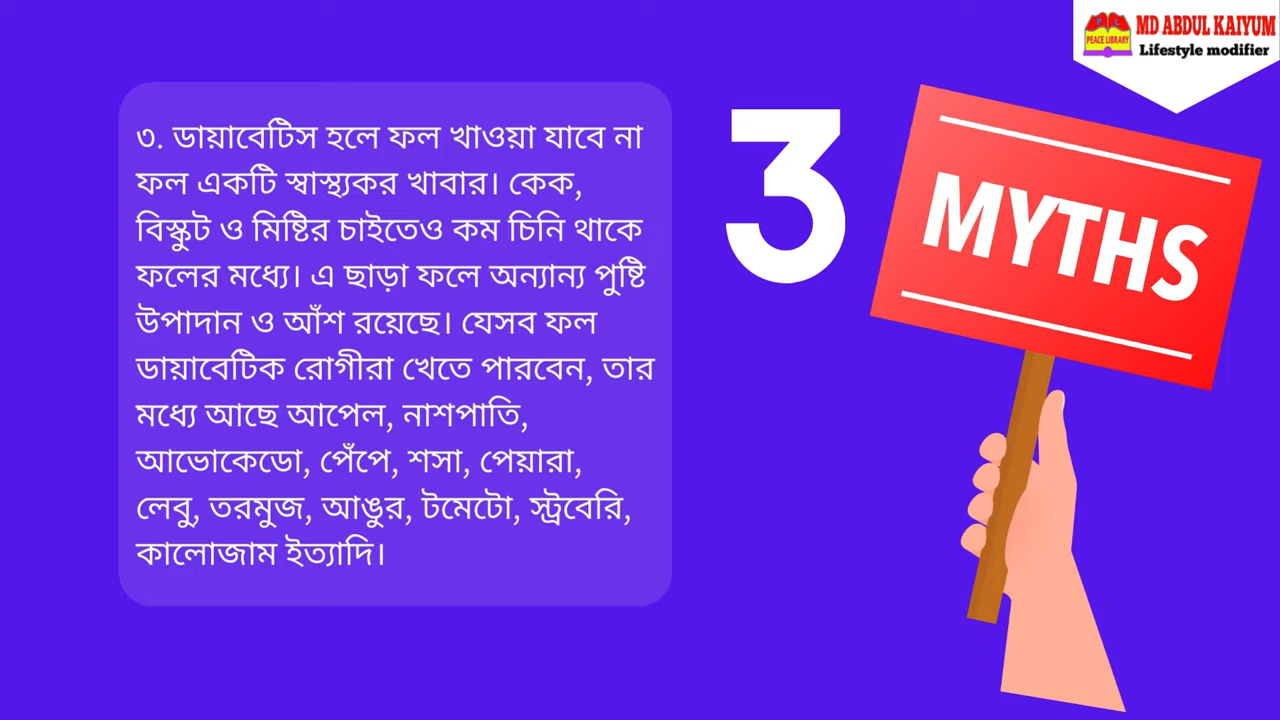 P L
PEACE LIBRARY
MD ABDUL KAIYUM
Lifestyle modifier
৩. ডায়াবেটিস হলে ফল খাওয়া যাবে না
ফল একটি স্বাস্থ্যকর খাবার। কেক,
বিস্কুট ও মিষ্টির চাইতেও কম চিনি থাকে
ফলের মধ্যে। এ ছাড়া ফলে অন্যান্য পুষ্টি
উপাদান ও আঁশ রয়েছে। যেসব ফল
ডায়াবেটিক রোগীরা খেতে পারবেন, তার
মধ্যে আছে আপেল, নাশপাতি,
আভোকেডো, পেঁপে, শসা, পেয়ারা,
লেবু, তরমুজ, আঙুর, টমেটো, স্ট্রবেরি,
কালোজাম ইত্যাদি।
3
MYTHS